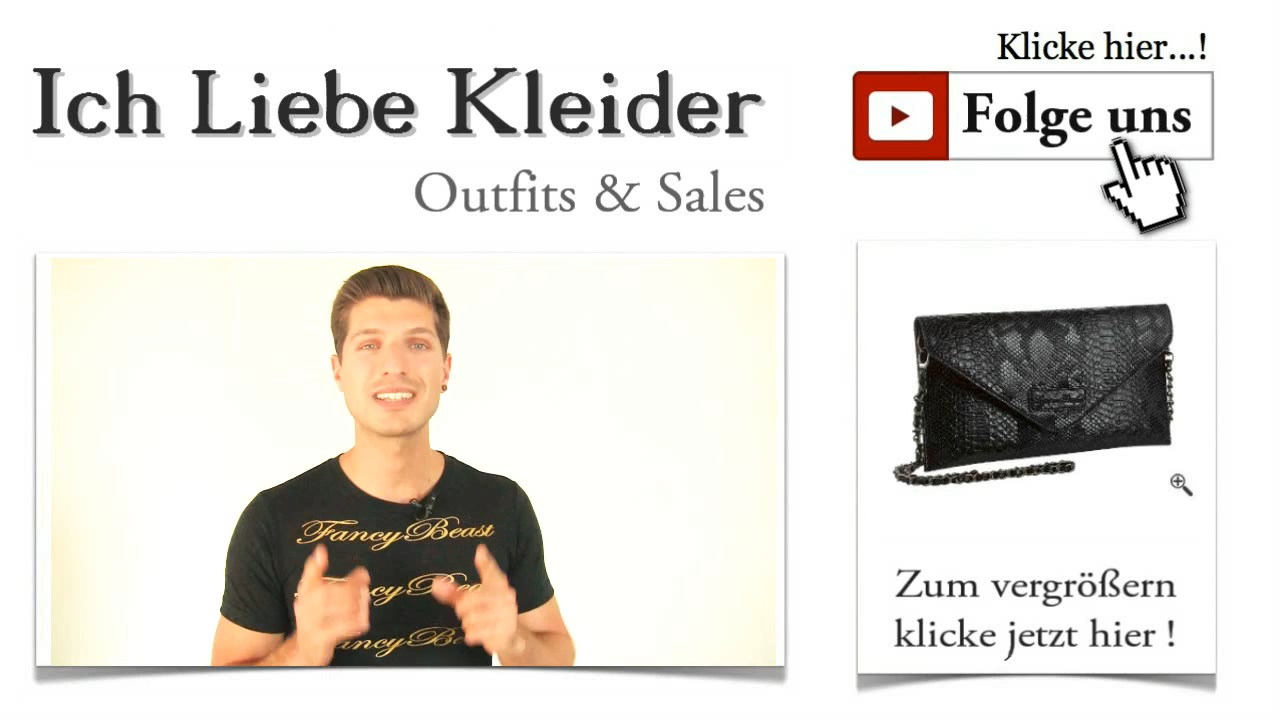 Klicke hier...!
Ich Liebe Kleider
Folge uns
Outfits & Sales
FancyBeast
Zum vergrößern
klicke jetzt hier !